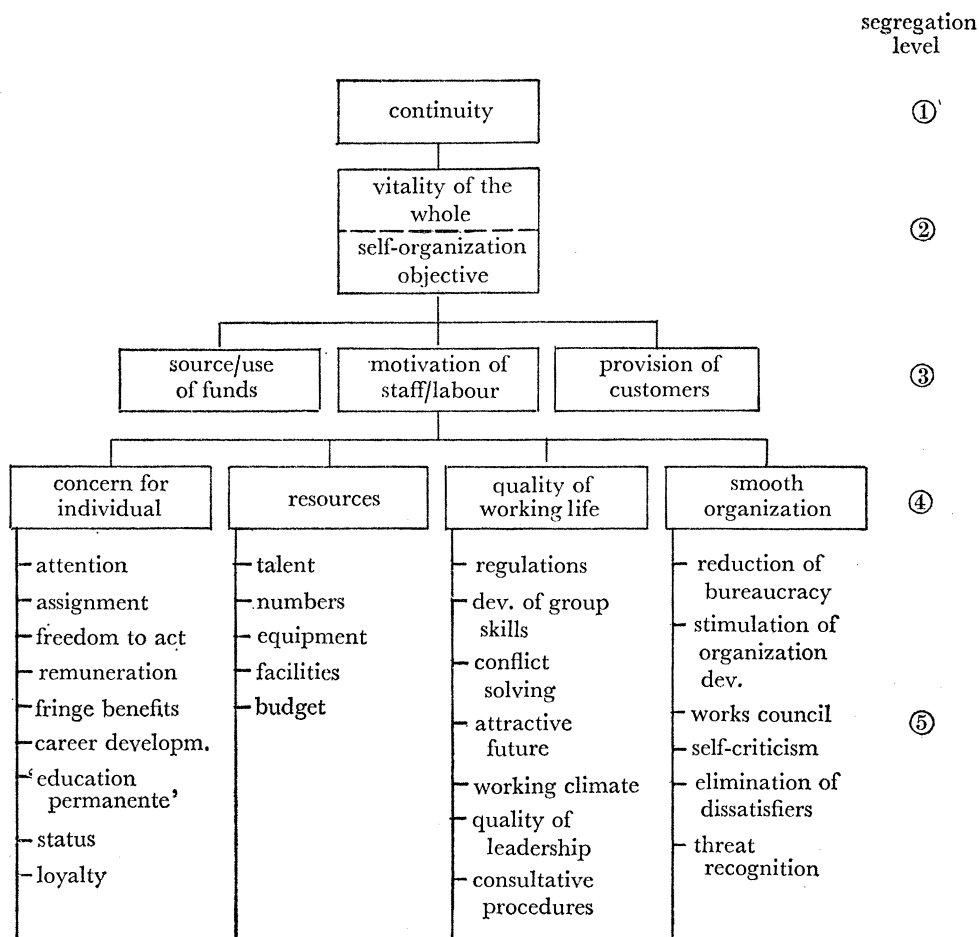 segregation
level
continuity
①
vitality of the
whole
self-organization
objective
②
source/use
of funds
motivation of
staff/labour
provision of
customers
③
concern for
individual
resources
quality of
working life
smooth
organization
④
attention
assignment
freedom to act
remuneration
fringe benefits
career developm.
‘education
permanente’
status
loyalty
talent
numbers
equipment
facilities
budget
regulations
dev. of group
skills
conflict
solving
attractive
future
working climate
quality of
leadership
consultative
procedures
reduction of
bureaucracy
stimulation of
organization
dev.
works council
self-criticism
elimination of
dissatisfiers
threat
recognition
⑤